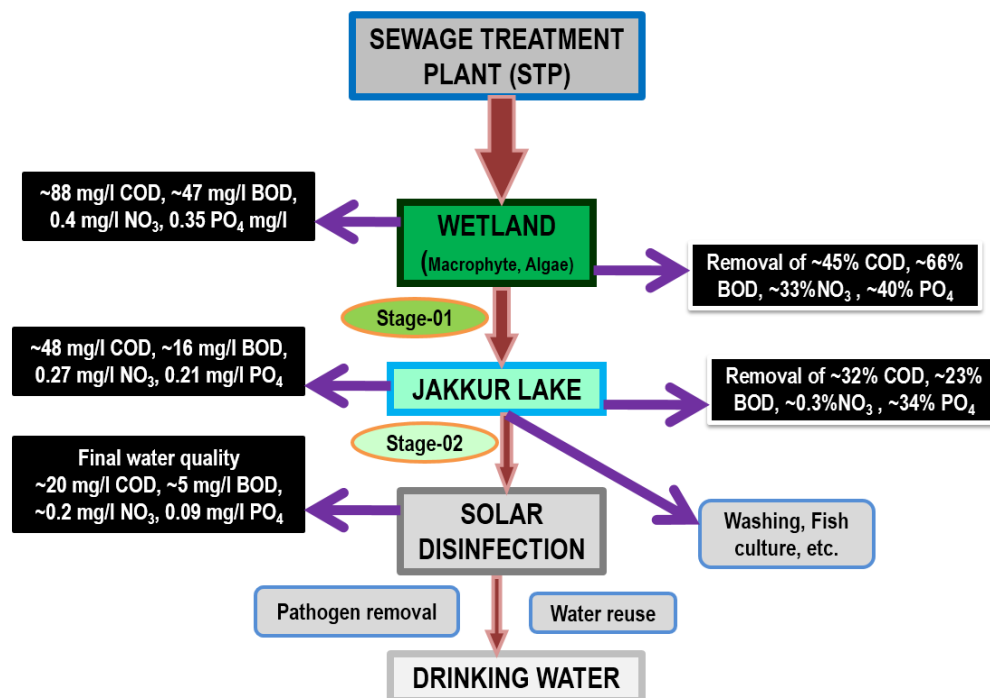 SEWAGE TREATMENT
PLANT (STP)
~88 mg/l COD, ~47 mg/l BOD,
0.4 mg/l NO₃, 0.35 PO₄ mg/l
WETLAND
(Macrophyte, Algae)
Removal of ~45% COD, ~66%
BOD, ~33%NO₃ , ~40% PO₄
Stage-01
~48 mg/l COD, ~16 mg/l BOD,
0.27 mg/l NO₃, 0.21 mg/l PO₄
JAKKUR LAKE
Removal of ~32% COD, ~23%
BOD, ~0.3%NO₃ , ~34% PO₄
Stage-02
Final water quality
~20 mg/l COD, ~5 mg/l BOD,
~0.2 mg/l NO₃, 0.09 mg/l PO₄
SOLAR
DISINFECTION
Washing, Fish
culture, etc.
Pathogen removal
Water reuse
DRINKING WATER